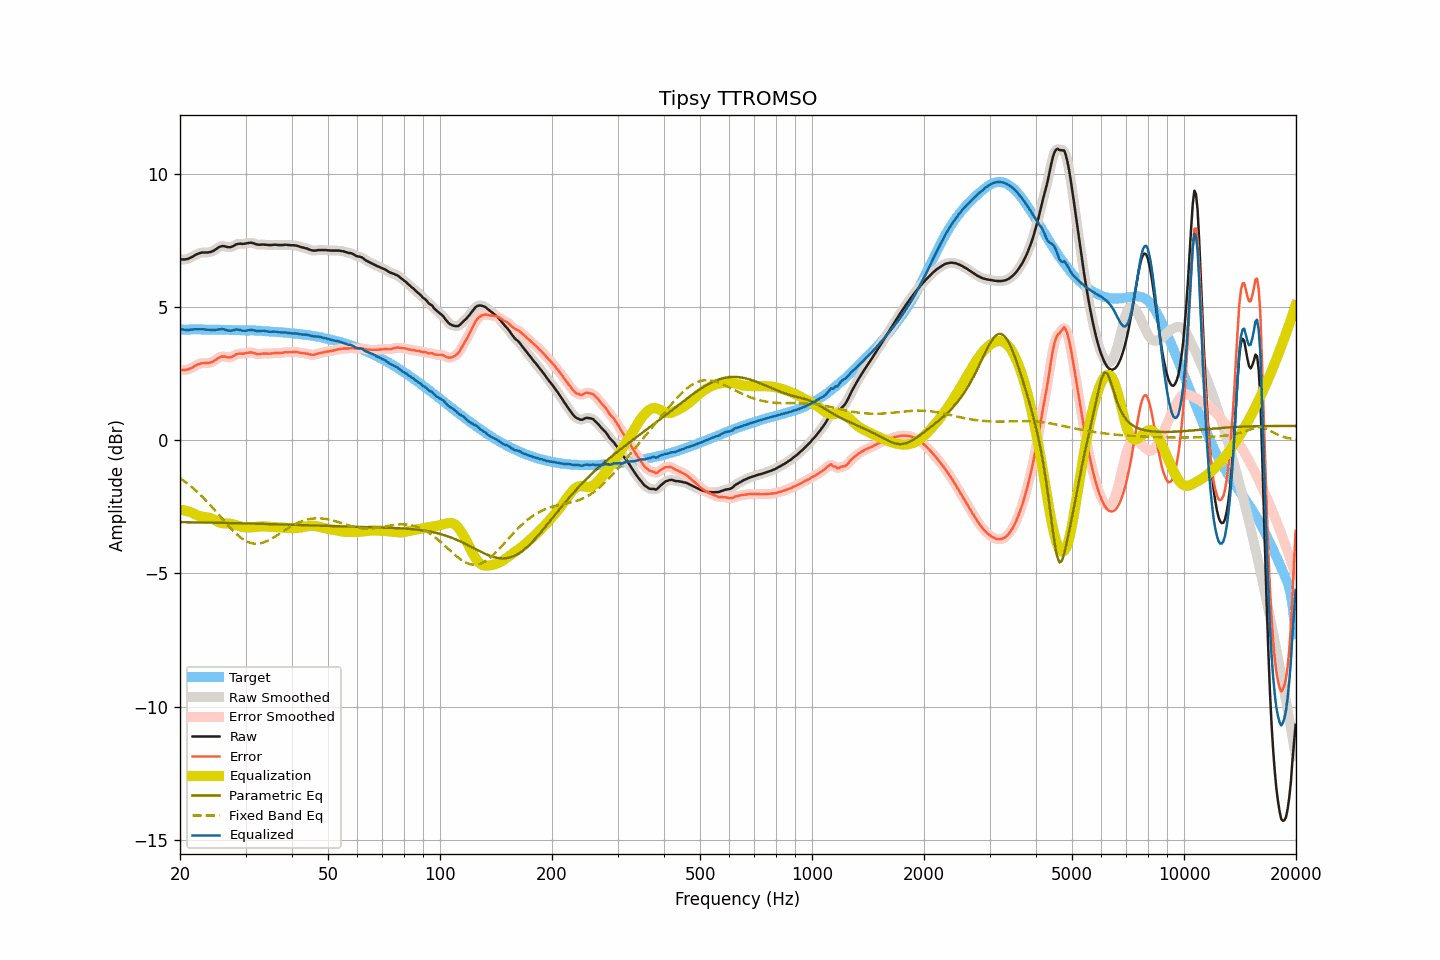 Tipsy TTROMSO
Amplitude (dBr)
10
5
0
−5
−10
−15
Target
Raw Smoothed
Error Smoothed
Raw
Error
Equalization
Parametric Eq
Fixed Band Eq
Equalized
20 50 100 200 500 1000 2000 5000 10000 20000
Frequency (Hz)